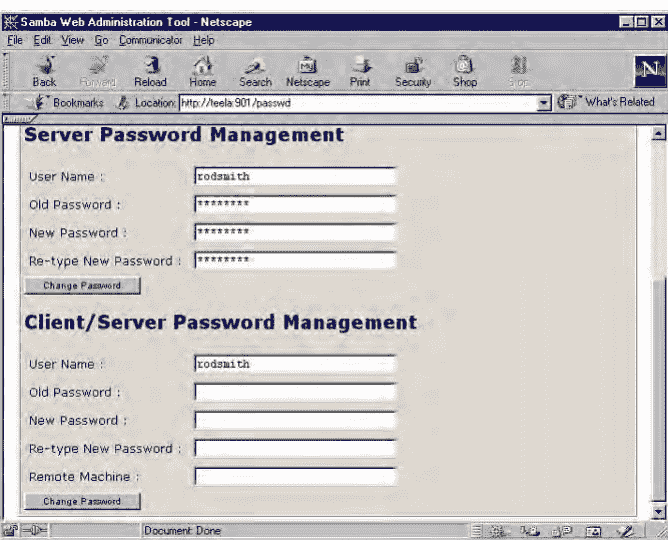 Samba Web Administration Tool - Netscape
File Edit View Go Communicator Help
Back Forward Reload Home Search Netscape Print Security Shop Stop
Bookmarks Location: http://teela:901/passwd What's Related
Server Password Management
User Name : rodsmith
Old Password : ********
New Password : ********
Re-type New Password : ********
Change Password
Client/Server Password Management
User Name : rodsmith
Old Password :
New Password :
Re-type New Password :
Remote Machine :
Change Password
Document: Done